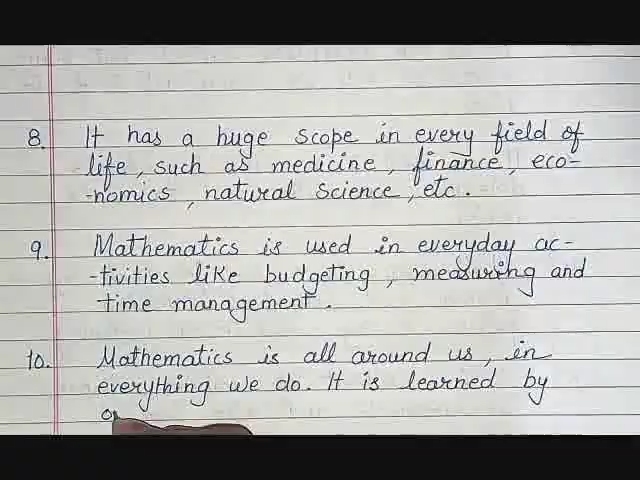 8. It has a huge scope in every field of
life, such as medicine, finance, eco-
-nomics, natural science, etc.
9. Mathematics is used in everyday ac-
-tivities like budgeting, measuring and
time management.
10. Mathematics is all around us, in
everything we do. It is learned by